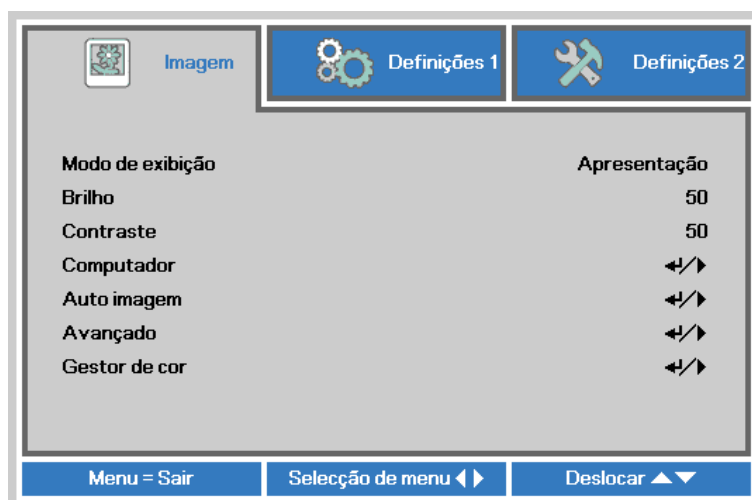 Imagem
Definições 1
Definições 2
Modo de exibição Apresentação
Brilho 50
Contraste 50
Computador
Auto imagem
Avançado
Gestor de cor
Menu = Sair
Selecção de menu
Deslocar